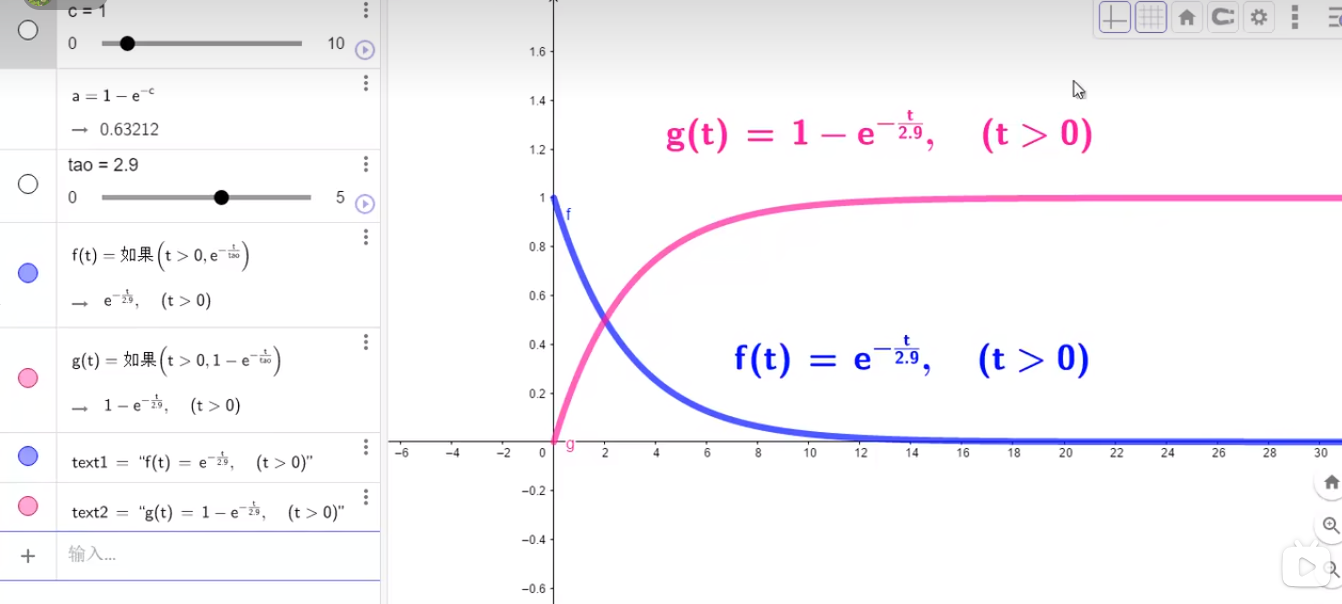 c = 1
0 10
a = 1 − e^{−c}
→ 0.63212
tao = 2.9
0 5
f(t) = 如果(t > 0, e^{−t/tao})
→ e^{−t/2.9}, (t > 0)
g(t) = 如果(t > 0, 1 − e^{−t/tao})
→ 1 − e^{−t/2.9}, (t > 0)
text1 = “f(t) = e^{−t/2.9}, (t > 0)”
text2 = “g(t) = 1 − e^{−t/2.9}, (t > 0)”
+ 输入...
g(t) = 1 − e^{−t/2.9}, (t > 0)
f(t) = e^{−t/2.9}, (t > 0)
f
g
1.6
1.4
1.2
1
0.8
0.6
0.4
0.2
−6 −4 −2 0 2 4 6 8 10 12 14 16 18 20 22 24 26 28 30
−0.2
−0.4
−0.6